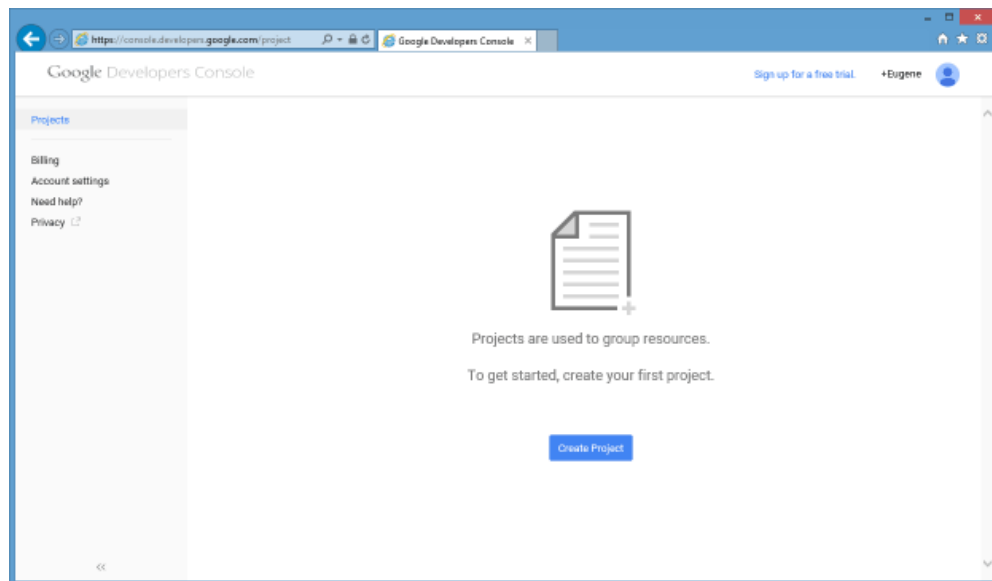 https://console.developers.google.com/project
Google Developers Console
Google Developers Console
Sign up for a free trial.
+Eugene
Projects
Billing
Account settings
Need help?
Privacy
Projects are used to group resources.
To get started, create your first project.
Create Project